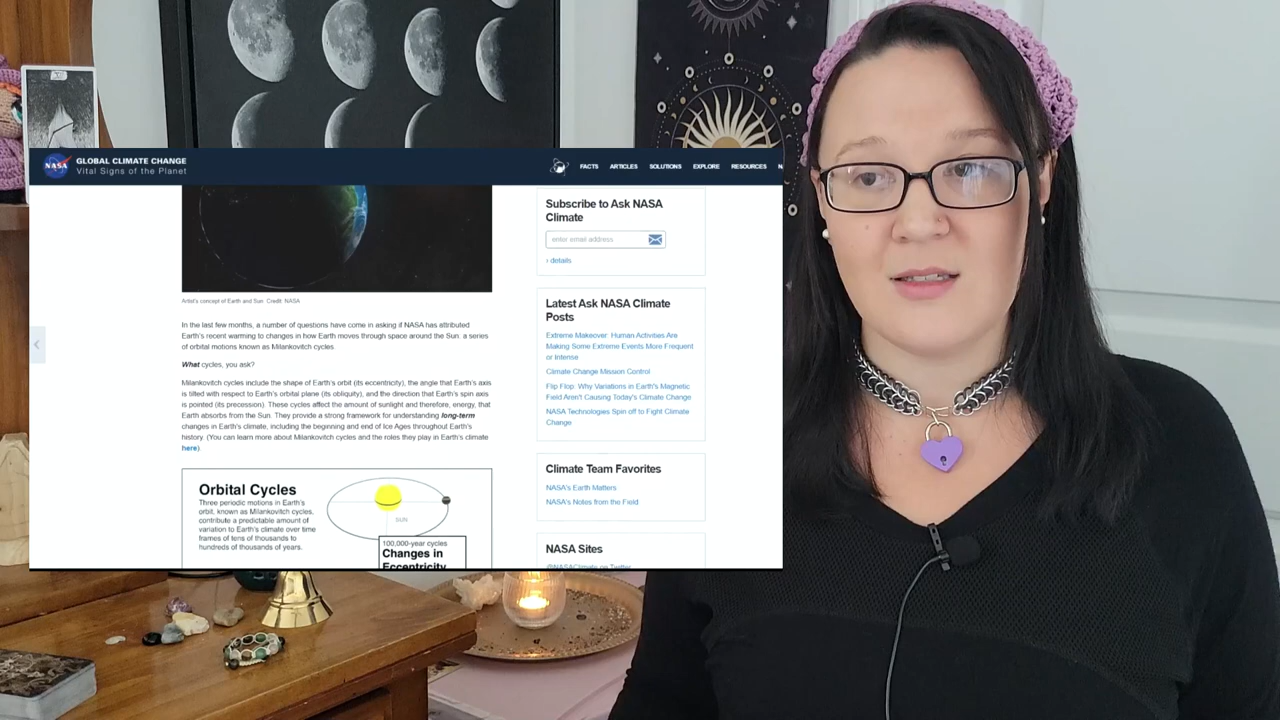 VI
NASA
GLOBAL CLIMATE CHANGE
Vital Signs of the Planet
FACTS ARTICLES SOLUTIONS EXPLORE RESOURCES N
Artist's concept of Earth and Sun. Credit: NASA
In the last few months, a number of questions have come in asking if NASA has attributed
Earth's recent warming to changes in how Earth moves through space around the Sun: a series
of orbital motions known as Milankovitch cycles.
What cycles, you ask?
Milankovitch cycles include the shape of Earth's orbit (its eccentricity), the angle that Earth's axis
is tilted with respect to Earth's orbital plane (its obliquity), and the direction that Earth's spin axis
is pointed (its precession). These cycles affect the amount of sunlight and therefore, energy, that
Earth absorbs from the Sun. They provide a strong framework for understanding long-term
changes in Earth's climate, including the beginning and end of Ice Ages throughout Earth's
history. (You can learn more about Milankovitch cycles and the roles they play in Earth's climate
here).
Orbital Cycles
Three periodic motions in Earth's
orbit, known as Milankovitch cycles,
contribute a predictable amount of
variation to Earth's climate over time
frames of tens of thousands to
hundreds of thousands of years.
SUN
100,000-year cycles
Changes in
Eccentricity
Subscribe to Ask NASA
Climate
enter email address
› details
Latest Ask NASA Climate
Posts
Extreme Makeover: Human Activities Are
Making Some Extreme Events More Frequent
or Intense
Climate Change Mission Control
Flip Flop: Why Variations in Earth's Magnetic
Field Aren't Causing Today's Climate Change
NASA Technologies Spin off to Fight Climate
Change
Climate Team Favorites
NASA's Earth Matters
NASA's Notes from the Field
NASA Sites
@NASAClimate on Twitter